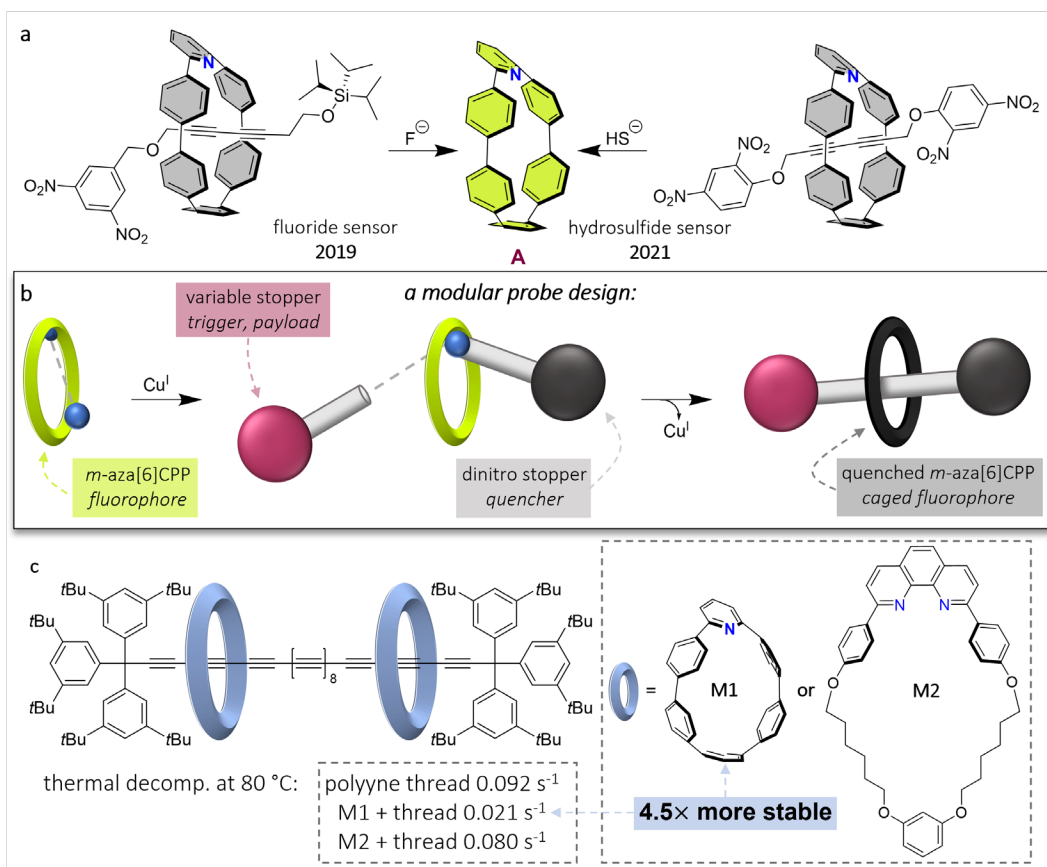 a
N
Si
O
O
NO₂
NO₂
fluoride sensor
2019
F⊖
N
A
HS⊖
N
O
NO₂
NO₂
NO₂
O
NO₂
hydrosulfide sensor
2021
b
a modular probe design:
variable stopper
trigger, payload
Cuᴵ
m-aza[6]CPP
fluorophore
dinitro stopper
quencher
Cuᴵ
quenched m-aza[6]CPP
caged fluorophore
c
tBu
tBu
tBu
tBu
tBu
tBu
8
tBu
tBu
tBu
tBu
tBu
tBu
=
N
M1
or
N
N
M2
O
O
O
O
thermal decomp. at 80 °C:
polyyne thread 0.092 s⁻¹
M1 + thread 0.021 s⁻¹
M2 + thread 0.080 s⁻¹
4.5× more stable